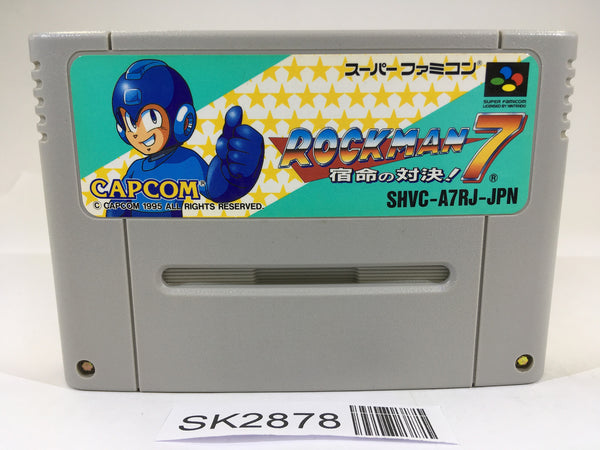 スーパーファミコン®
SUPER FAMICOM
LICENSED BY NINTENDO
ROCKMAN 7®
宿命の対決!
CAPCOM®
© CAPCOM 1995 ALL RIGHTS RESERVED.
SHVC-A7RJ-JPN
SK2878